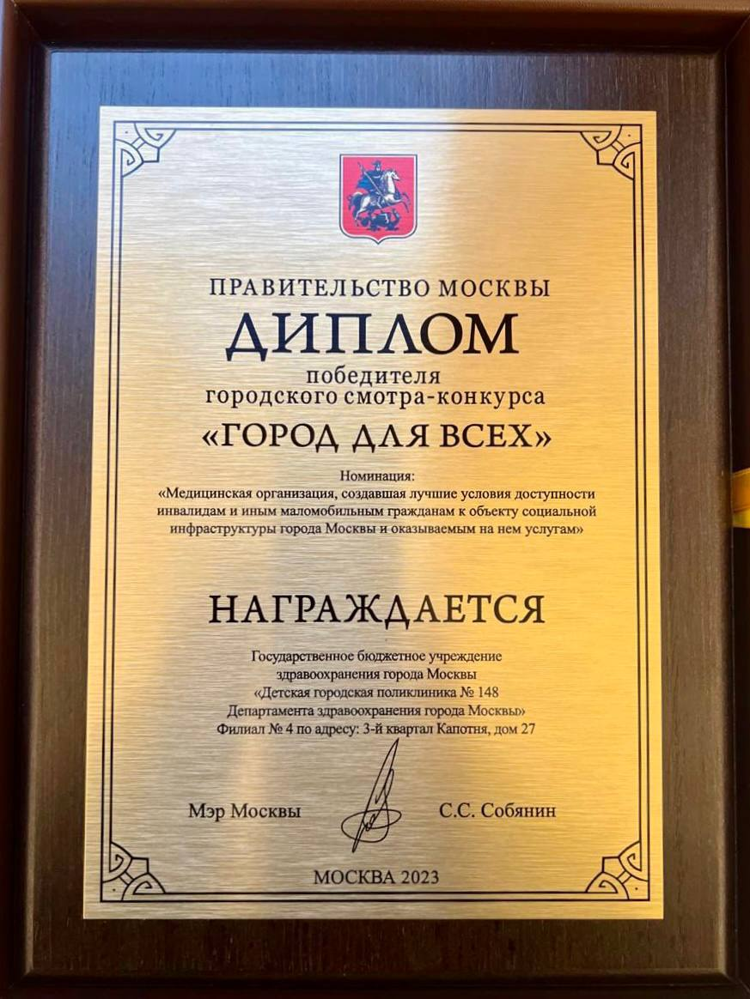 ПРАВИТЕЛЬСТВО МОСКВЫ
ДИПЛОМ
победителя
городского смотра-конкурса
«ГОРОД ДЛЯ ВСЕХ»
Номинация:
«Медицинская организация, создавшая лучшие условия доступности
инвалидам и иным маломобильным гражданам к объекту социальной
инфраструктуры города Москвы и оказываемым на нем услугам»
НАГРАЖДАЕТСЯ
Государственное бюджетное учреждение
здравоохранения города Москвы
«Детская городская поликлиника № 148
Департамента здравоохранения города Москвы»
Филиал № 4 по адресу: 3-й квартал Капотня, дом 27
Мэр Москвы С.С. Собянин
МОСКВА 2023